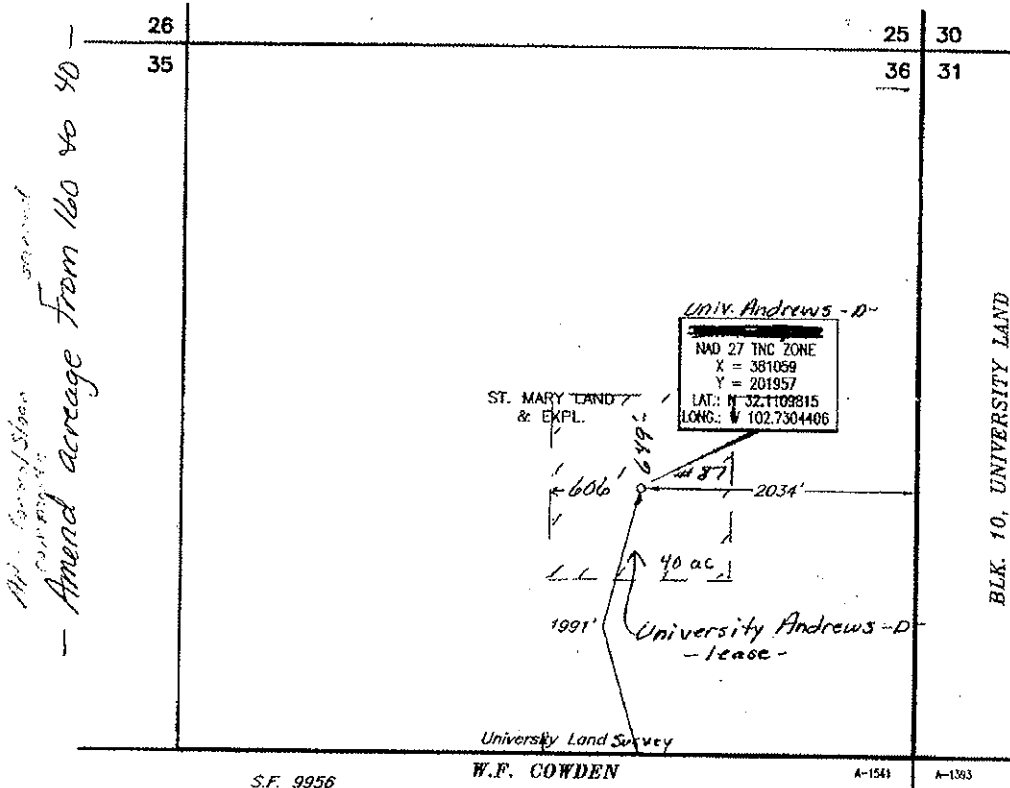 26
25 30
35
36 31
— Amend acreage From 160 to 40 —
Univ. Andrews -D-
NAD 27 TNC ZONE
X = 381059
Y = 201957
LAT.: N 32.1109815
LONG.: W 102.7304406
ST. MARY LAND
& EXPL.
649'
606'
#87
2034'
40 ac
1991'
University Andrews -D-
- lease -
BLK. 10, UNIVERSITY LAND
University Land Survey
W.F. COWDEN
S.F. 9956
A-1541 A-1393